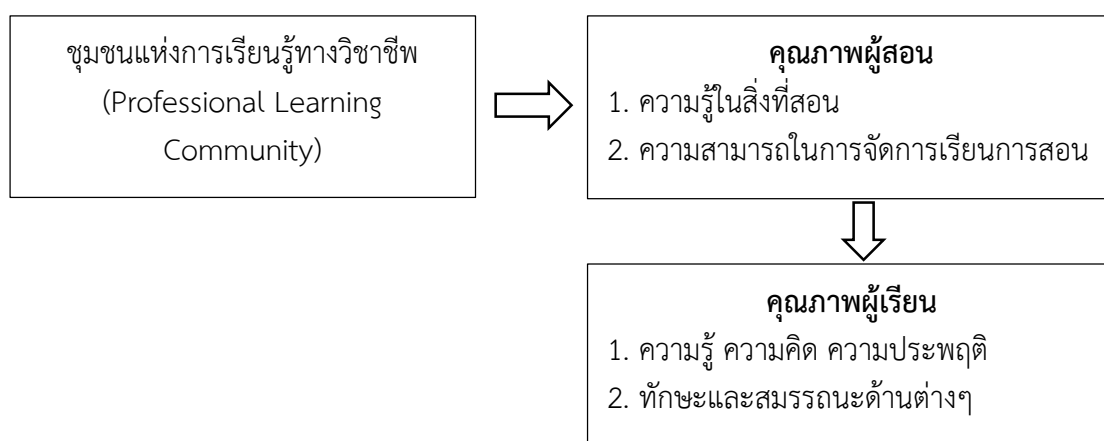 ชุมชนแห่งการเรียนรู้ทางวิชาชีพ
(Professional Learning
Community)
คุณภาพผู้สอน
1. ความรู้ในสิ่งที่สอน
2. ความสามารถในการจัดการเรียนการสอน
คุณภาพผู้เรียน
1. ความรู้ ความคิด ความประพฤติ
2. ทักษะและสมรรถนะด้านต่างๆ